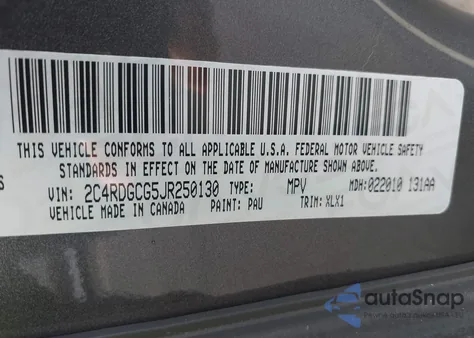 THIS VEHICLE CONFORMS TO ALL APPLICABLE U.S.A. FEDERAL MOTOR VEHICLE SAFETY
STANDARDS IN EFFECT ON THE DATE OF MANUFACTURE SHOWN ABOVE.
VIN: 2C4RDGCG5JR250130 TYPE: MPV MDH:022010 131AA
VEHICLE MADE IN CANADA PAINT: PAU TRIM: XLX1
S
autoSnap